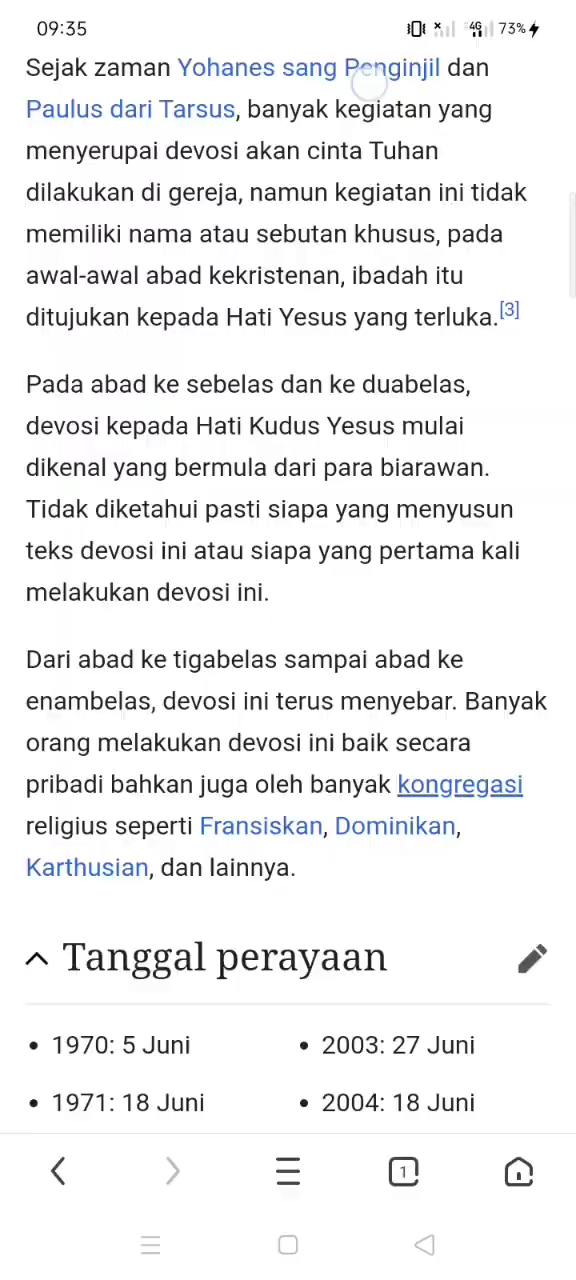 09:35
4G
73%
Sejak zaman Yohanes sang Penginjil dan
Paulus dari Tarsus, banyak kegiatan yang
menyerupai devosi akan cinta Tuhan
dilakukan di gereja, namun kegiatan ini tidak
memiliki nama atau sebutan khusus, pada
awal-awal abad kekristenan, ibadah itu
ditujukan kepada Hati Yesus yang terluka.[3]
Pada abad ke sebelas dan ke duabelas,
devosi kepada Hati Kudus Yesus mulai
dikenal yang bermula dari para biarawan.
Tidak diketahui pasti siapa yang menyusun
teks devosi ini atau siapa yang pertama kali
melakukan devosi ini.
Dari abad ke tigabelas sampai abad ke
enambelas, devosi ini terus menyebar. Banyak
orang melakukan devosi ini baik secara
pribadi bahkan juga oleh banyak kongregasi
religius seperti Fransiskan, Dominikan,
Karthusian, dan lainnya.
Tanggal perayaan
• 1970: 5 Juni
• 1971: 18 Juni
• 2003: 27 Juni
• 2004: 18 Juni
1